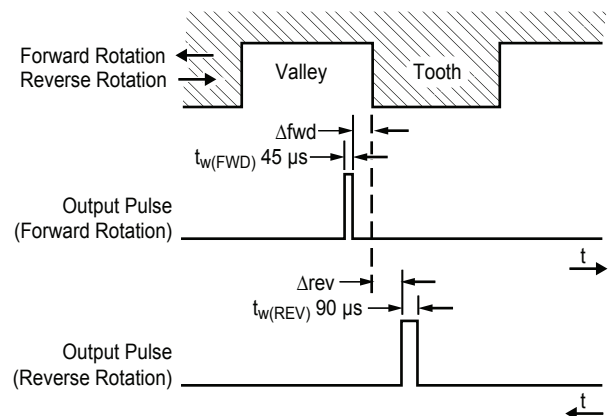 Forward Rotation
Reverse Rotation
Valley
Tooth
Δfwd
tw(FWD) 45 µs
Output Pulse
(Forward Rotation)
t
Δrev
tw(REV) 90 µs
Output Pulse
(Reverse Rotation)
t